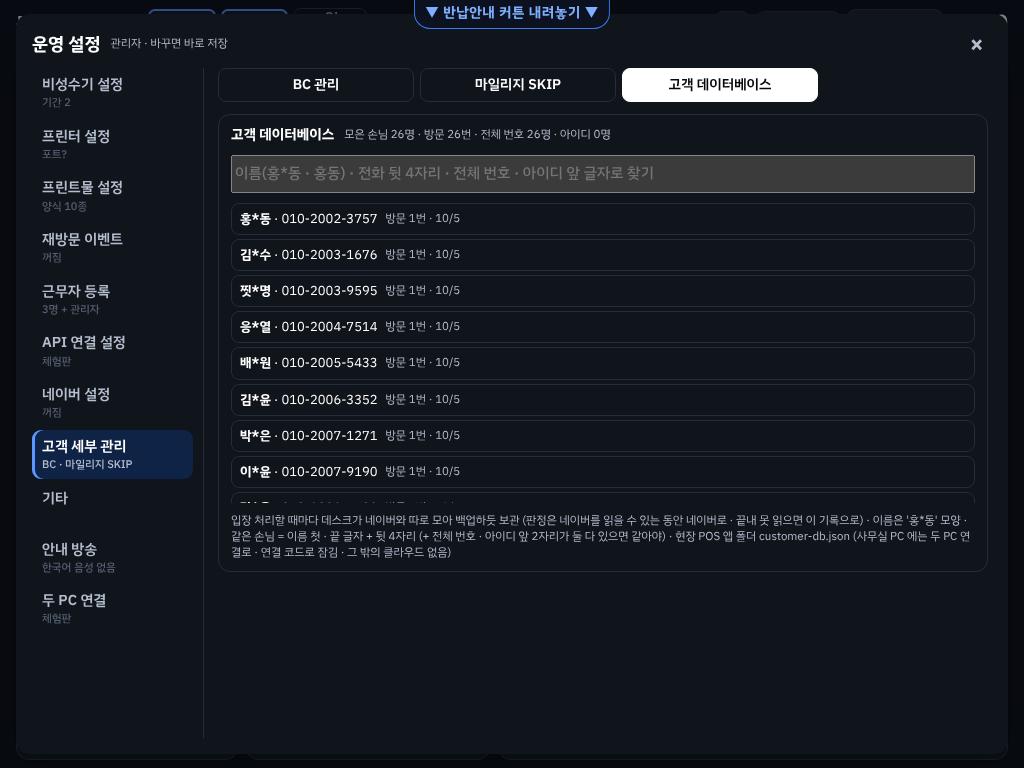 ▼ 반납안내 커튼 내려놓기 ▼
운영 설정 관리자 · 바꾸면 바로 저장
×
비성수기 설정
기간 2
프린터 설정
포트?
프린트물 설정
양식 10종
재방문 이벤트
꺼짐
근무자 등록
3명 + 관리자
API 연결 설정
체험판
네이버 설정
꺼짐
고객 세부 관리
BC · 마일리지 SKIP
기타
안내 방송
한국어 음성 없음
두 PC 연결
체험판
BC 관리
마일리지 SKIP
고객 데이터베이스
고객 데이터베이스 모은 손님 26명 · 방문 26번 · 전체 번호 26명 · 아이디 0명
이름(홍*동 · 홍동) · 전화 뒷 4자리 · 전체 번호 · 아이디 앞 글자로 찾기
홍*동 · 010-2002-3757 방문 1번 · 10/5
김*수 · 010-2003-1676 방문 1번 · 10/5
찟*명 · 010-2003-9595 방문 1번 · 10/5
응*열 · 010-2004-7514 방문 1번 · 10/5
배*원 · 010-2005-5433 방문 1번 · 10/5
김*윤 · 010-2006-3352 방문 1번 · 10/5
박*은 · 010-2007-1271 방문 1번 · 10/5
이*윤 · 010-2007-9190 방문 1번 · 10/5
입장 처리할 때마다 데스크가 네이버와 따로 모아 백업하듯 보관 (판정은 네이버를 읽을 수 있는 동안 네이버로 · 끝내 못 읽으면 이 기록으로) · 이름은 '홍*동' 모양 ·
같은 손님 = 이름 첫 · 끝 글자 + 뒷 4자리 (+ 전체 번호 · 아이디 앞 2자리가 둘 다 있으면 같아야) · 현장 POS 앱 폴더 customer-db.json (사무실 PC 에는 두 PC 연
결로 · 연결 코드로 잠김 · 그 밖의 클라우드 없음)